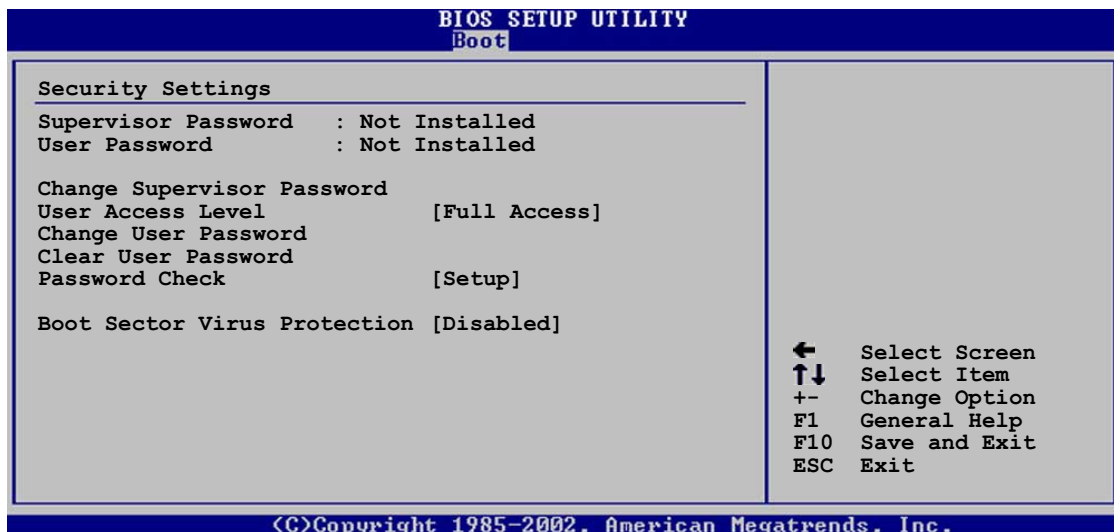 BIOS SETUP UTILITY
Boot
Security Settings
Supervisor Password : Not Installed
User Password : Not Installed
Change Supervisor Password
User Access Level [Full Access]
Change User Password
Clear User Password
Password Check [Setup]
Boot Sector Virus Protection [Disabled]
← Select Screen
↑↓ Select Item
+- Change Option
F1 General Help
F10 Save and Exit
ESC Exit
(C)Copyright 1985-2002, American Megatrends, Inc.